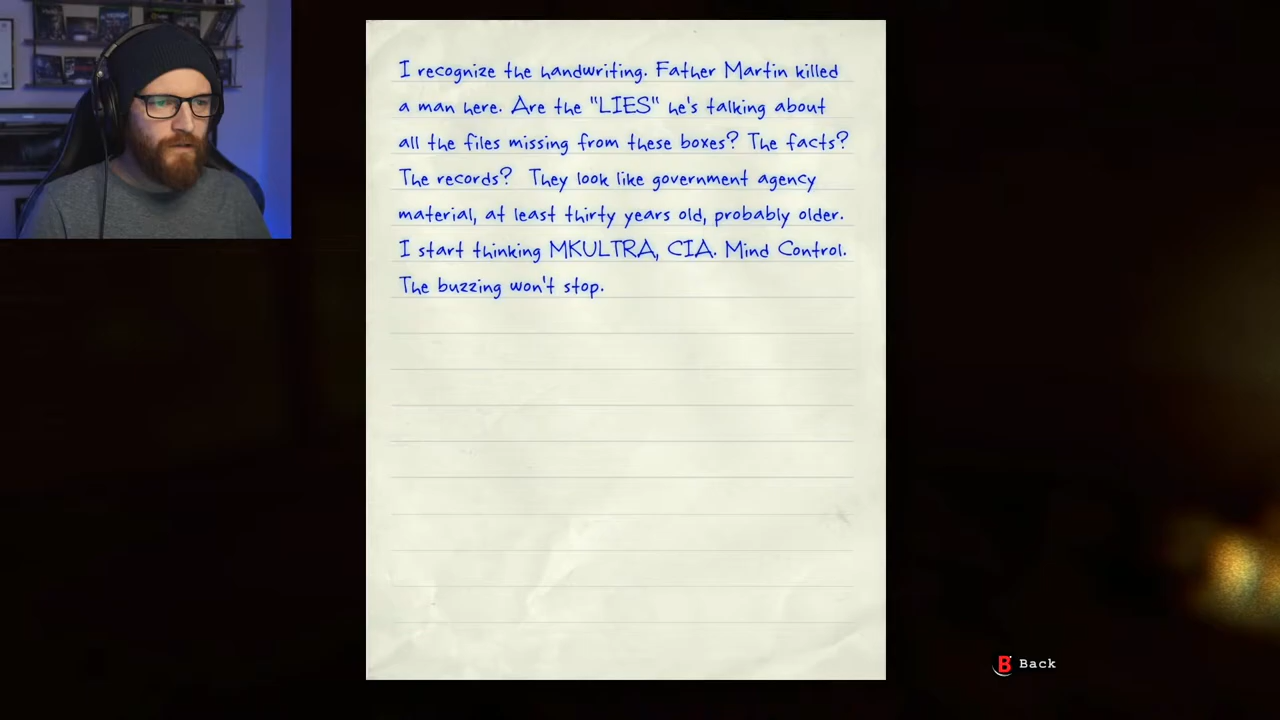 I recognize the handwriting. Father Martin killed
a man here. Are the "LIES" he's talking about
all the files missing from these boxes? The facts?
The records? They look like government agency
material, at least thirty years old, probably older.
I start thinking MKULTRA, CIA. Mind Control.
The buzzing won't stop.
B Back